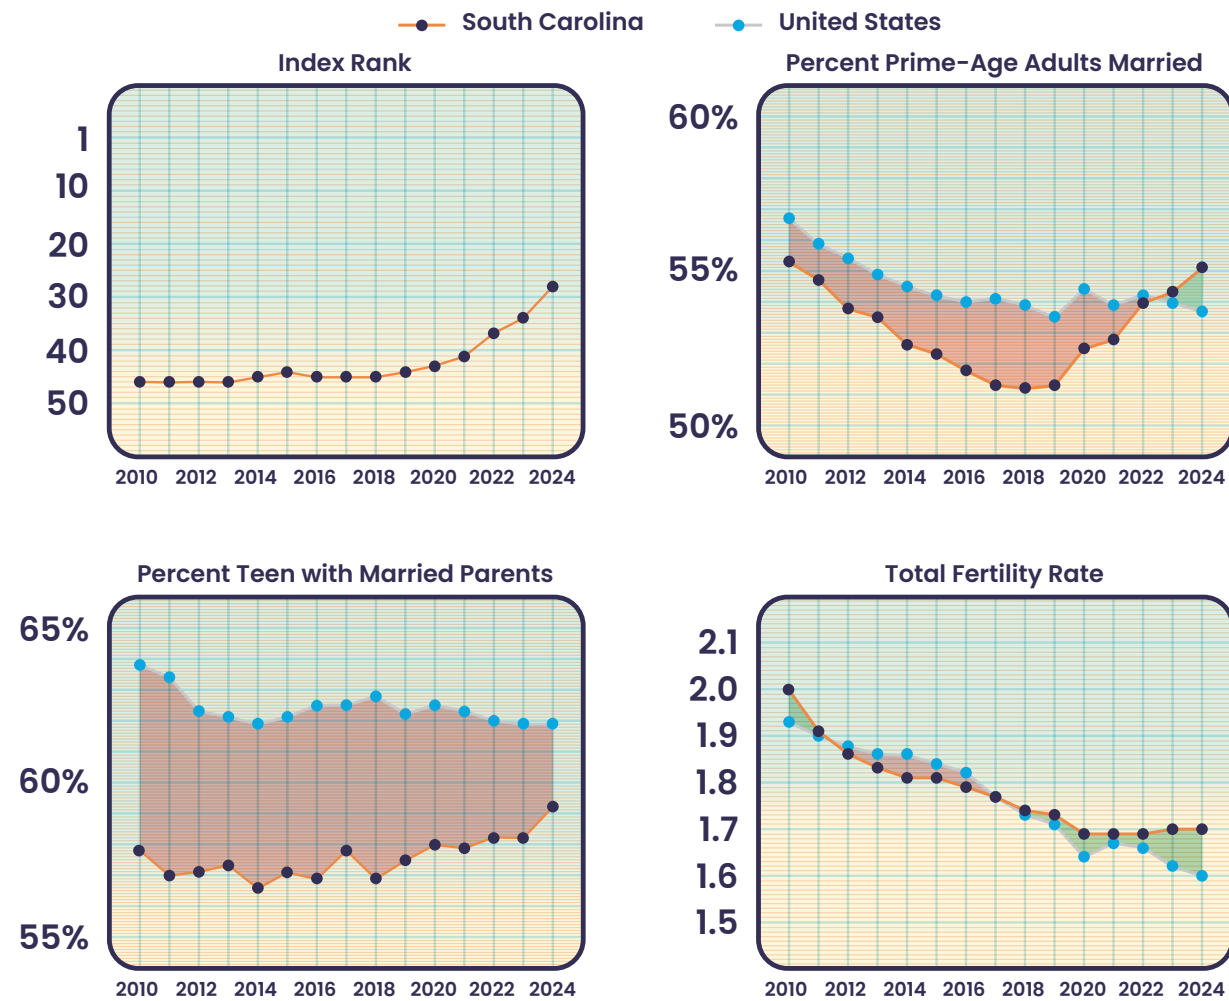 South Carolina United States
Index Rank
1
10
20
30
40
50
2010 2012 2014 2016 2018 2020 2022 2024
Percent Prime-Age Adults Married
60%
55%
50%
2010 2012 2014 2016 2018 2020 2022 2024
Percent Teen with Married Parents
65%
60%
55%
2010 2012 2014 2016 2018 2020 2022 2024
Total Fertility Rate
2.1
2.0
1.9
1.8
1.7
1.6
1.5
2010 2012 2014 2016 2018 2020 2022 2024